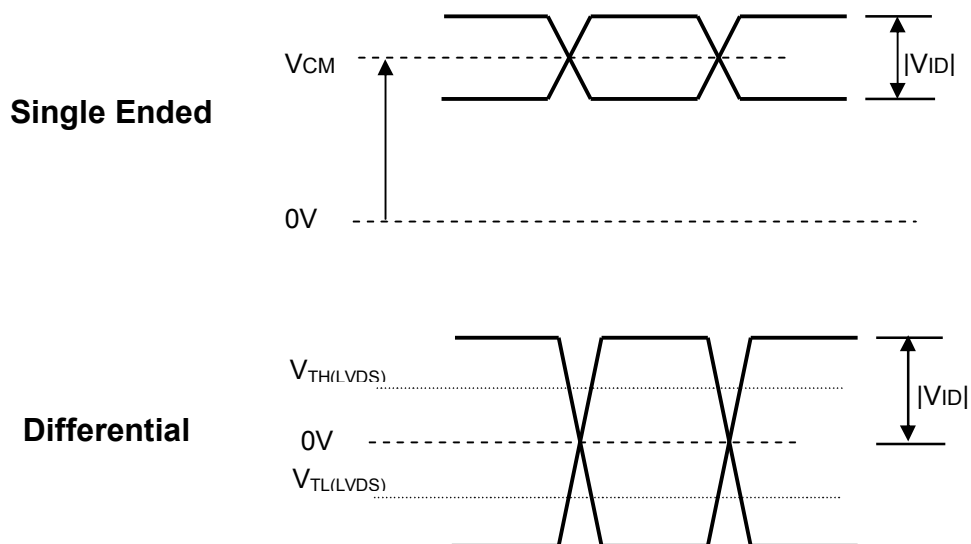 VCM
|VID|
Single Ended
0V
VTH(LVDS)
|VID|
Differential
0V
VTL(LVDS)